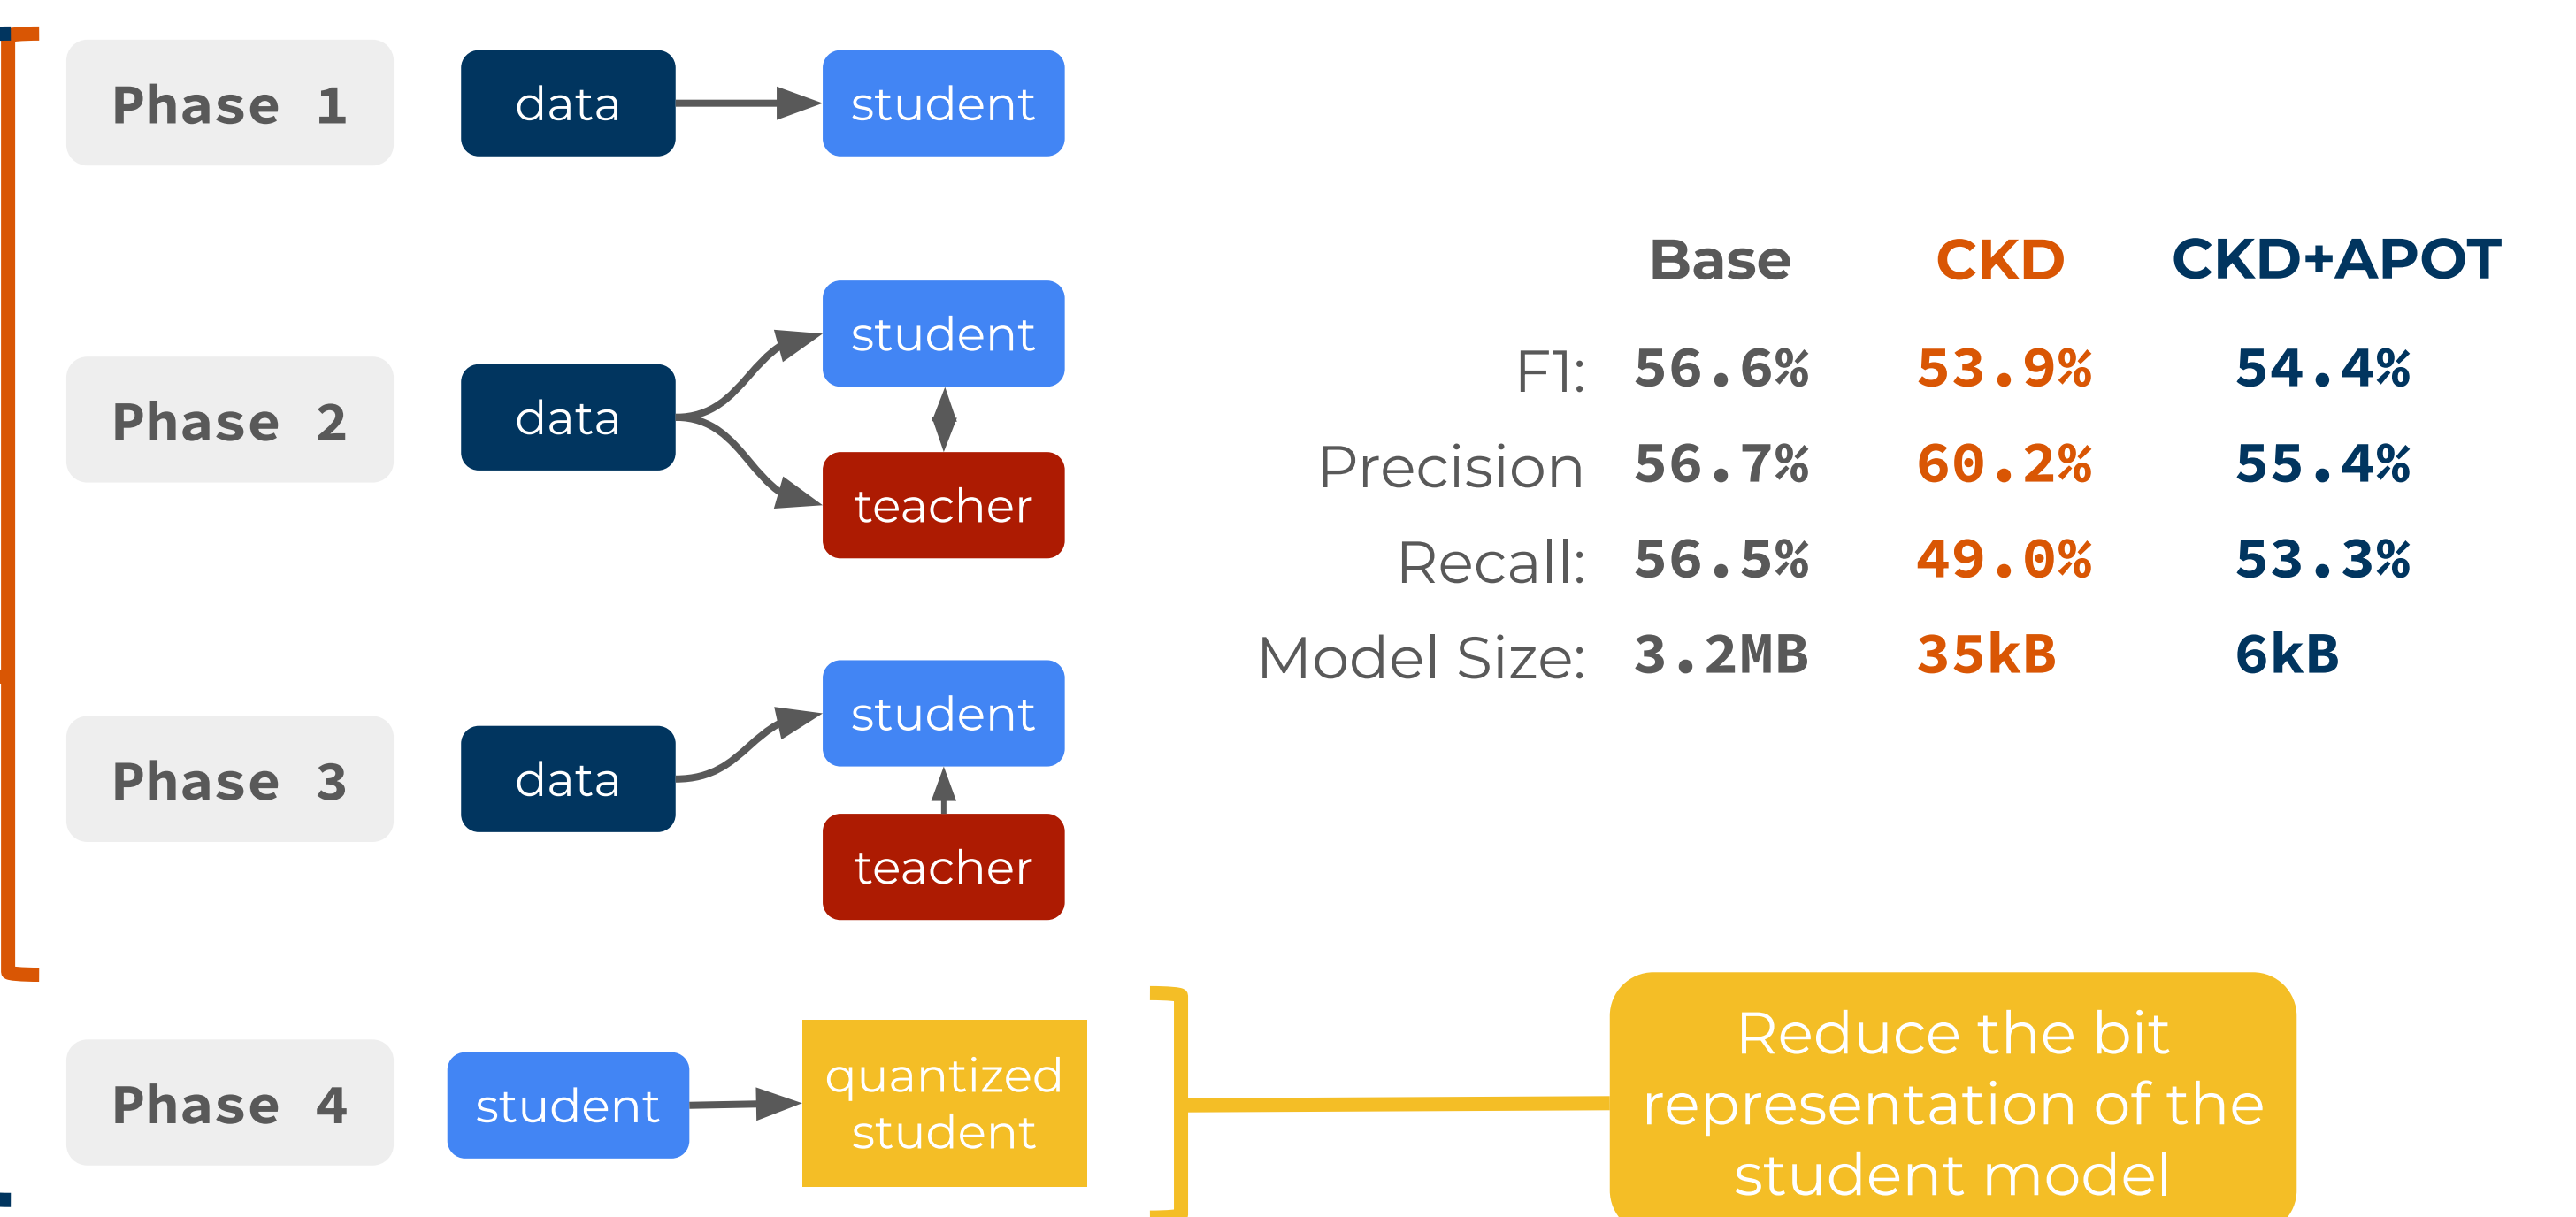 Phase 1
data
student
Phase 2
data
student
teacher
Phase 3
data
student
teacher
Phase 4
student
quantized
student
Base CKD CKD+APOT
F1: 56.6% 53.9% 54.4%
Precision 56.7% 60.2% 55.4%
Recall: 56.5% 49.0% 53.3%
Model Size: 3.2MB 35kB 6kB
Reduce the bit
representation of the
student model